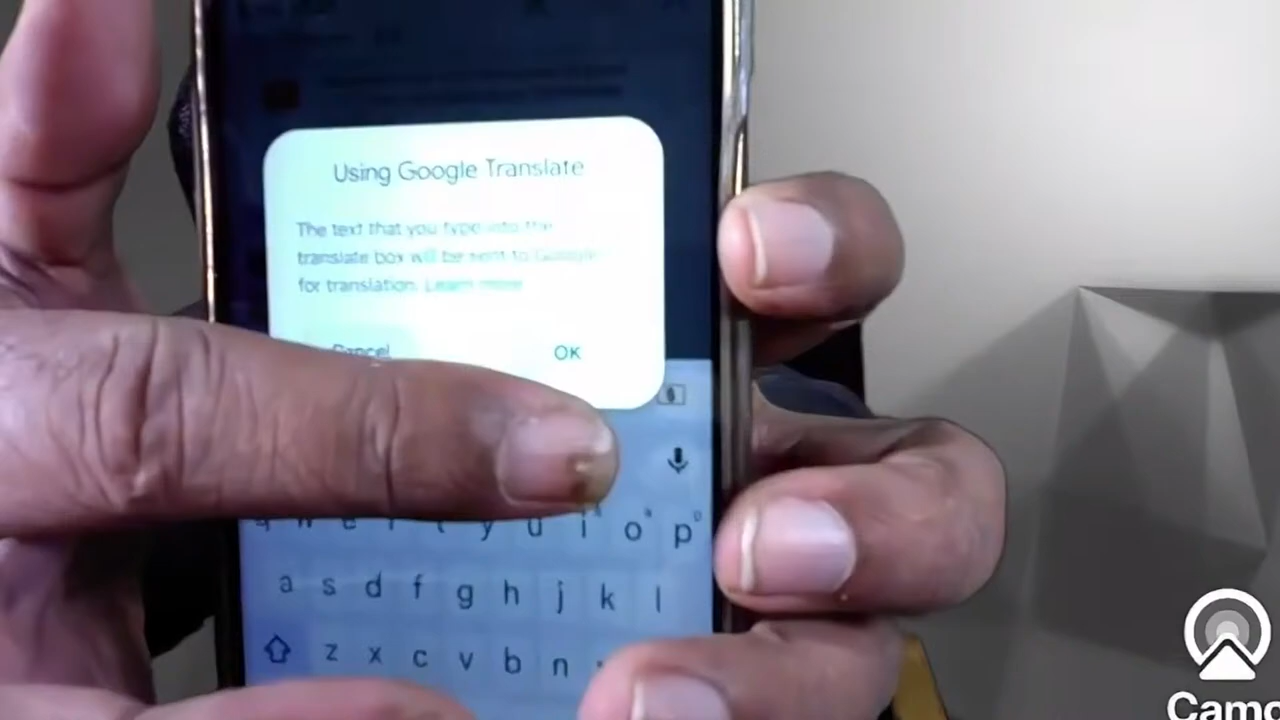 Using Google Translate
The text that you type into the
translate box will be sent to Google
for translation. Learn more
Cancel
OK
y u i o p
a s d f g h j k l
z x c v b n
Camo